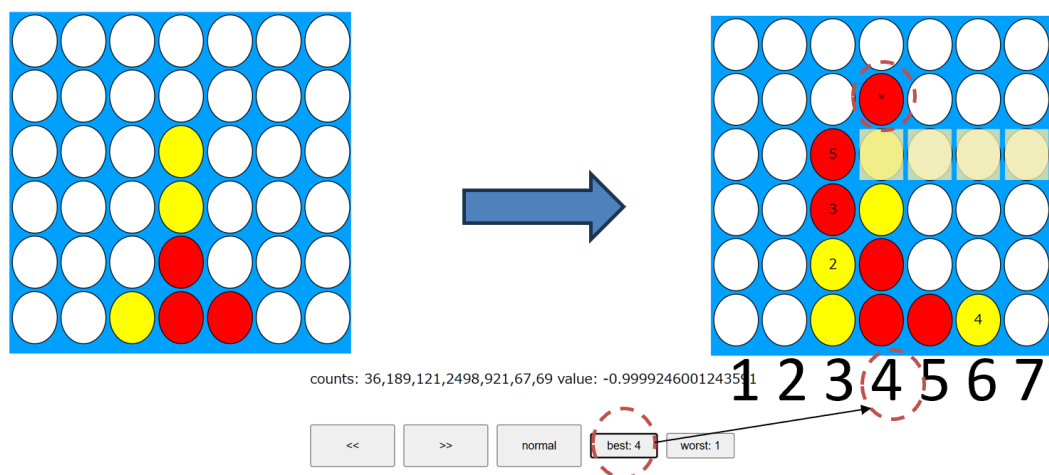 *
5
3
2
4
counts: 36,189,121,2498,921,67,69 value: -0.9999246001243591
1 2 3 4 5 6 7
<< >> normal best: 4 worst: 1